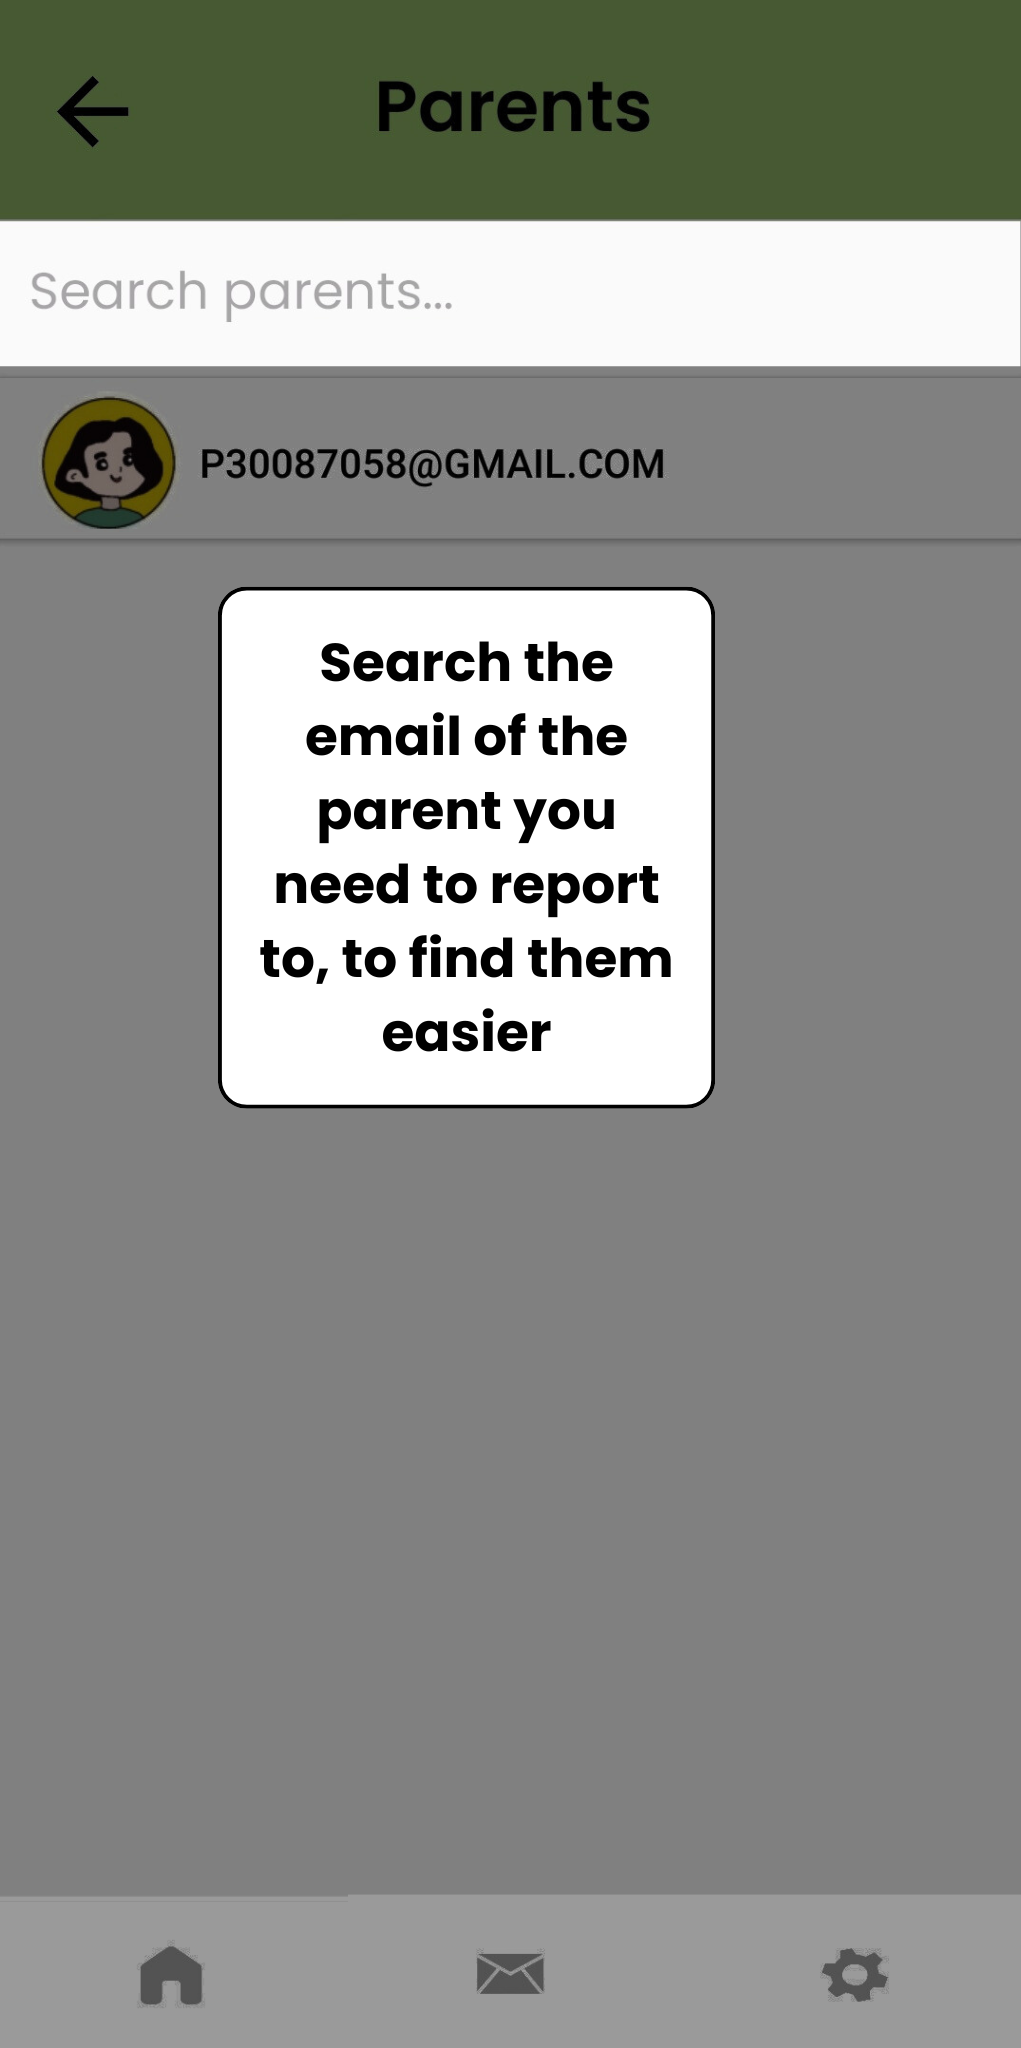 Parents
Search parents...
P30087058@GMAIL.COM
Search the
email of the
parent you
need to report
to, to find them
easier